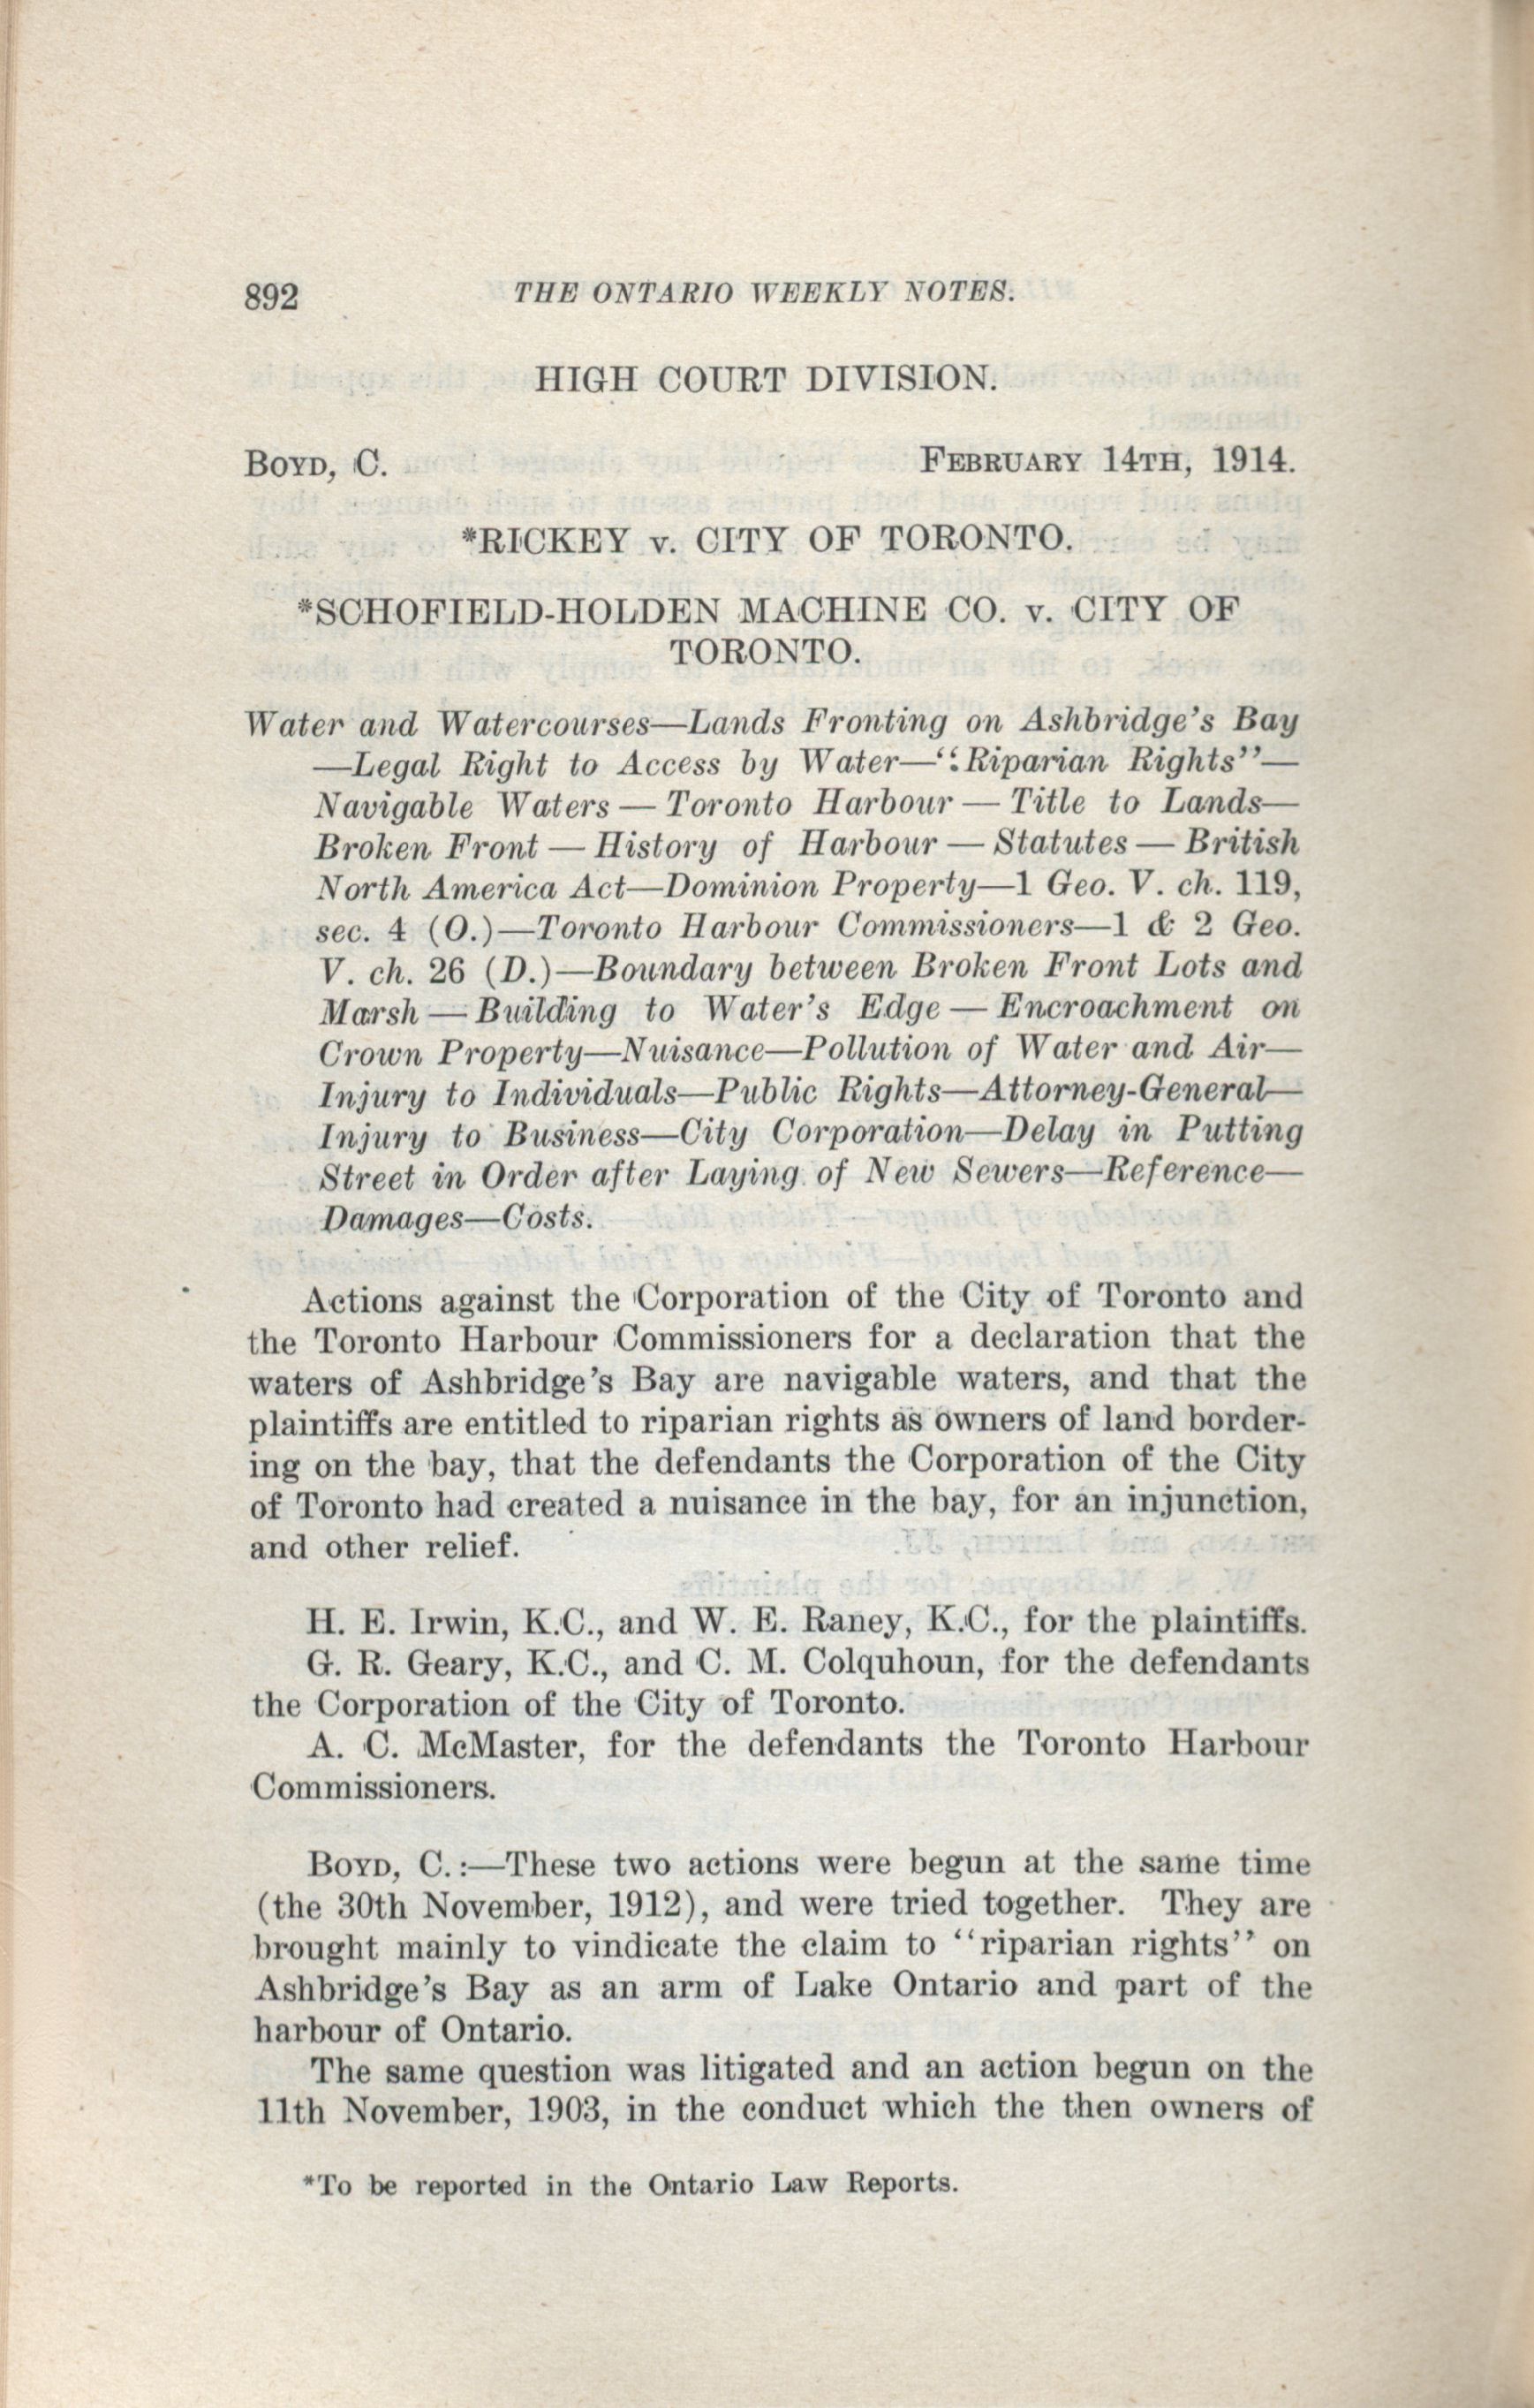 892 THE ONTARIO WEEKLY NOTES.
HIGH COURT DIVISION.
BOYD, C. FEBRUARY 14TH, 1914.
*RICKEY v. CITY OF TORONTO.
*SCHOFIELD-HOLDEN MACHINE CO. v. CITY OF
TORONTO.
Water and Watercourses—Lands Fronting on Ashbridge's Bay
—Legal Right to Access by Water—"Riparian Rights"—
Navigable Waters — Toronto Harbour — Title to Lands—
Broken Front — History of Harbour — Statutes — British
North America Act—Dominion Property—1 Geo. V. ch. 119,
sec. 4 (O.)—Toronto Harbour Commissioners—1 & 2 Geo.
V. ch. 26 (D.)—Boundary between Broken Front Lots and
Marsh — Building to Water's Edge — Encroachment on
Crown Property—Nuisance—Pollution of Water and Air—
Injury to Individuals—Public Rights—Attorney-General—
Injury to Business—City Corporation—Delay in Putting
Street in Order after Laying of New Sewers—Reference—
Damages—Costs.
Actions against the Corporation of the City of Toronto and
the Toronto Harbour Commissioners for a declaration that the
waters of Ashbridge's Bay are navigable waters, and that the
plaintiffs are entitled to riparian rights as owners of land border-
ing on the bay, that the defendants the Corporation of the City
of Toronto had created a nuisance in the bay, for an injunction,
and other relief.
H. E. Irwin, K.C., and W. E. Raney, K.C., for the plaintiffs.
G. R. Geary, K.C., and C. M. Colquhoun, for the defendants
the Corporation of the City of Toronto.
A. C. McMaster, for the defendants the Toronto Harbour
Commissioners.
BOYD, C.:—These two actions were begun at the same time
(the 30th November, 1912), and were tried together. They are
brought mainly to vindicate the claim to "riparian rights" on
Ashbridge's Bay as an arm of Lake Ontario and part of the
harbour of Ontario.
The same question was litigated and an action begun on the
11th November, 1903, in the conduct which the then owners of
*To be reported in the Ontario Law Reports.